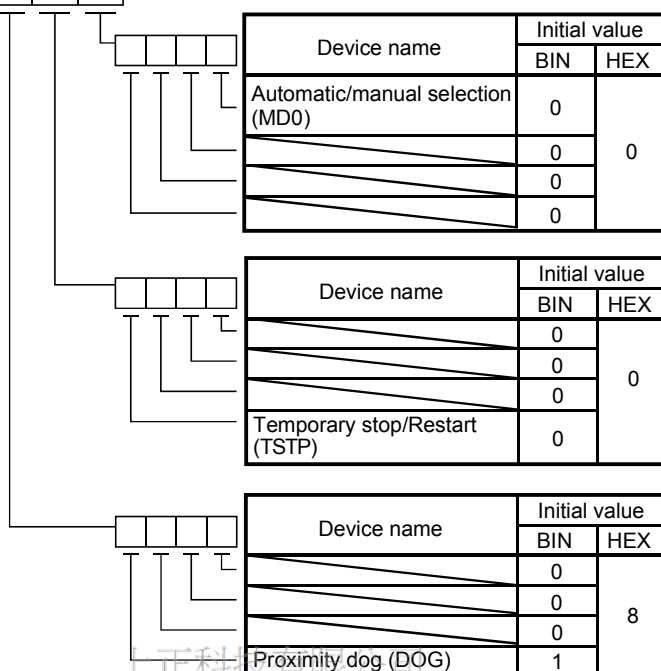 Device name
Initial value
BIN HEX
Automatic/manual selection
(MD0)
0
0
0
0
0
Device name
Initial value
BIN HEX
0
0
0
0
Temporary stop/Restart
(TSTP)
0
Device name
Initial value
BIN HEX
0
0
0
8
Proximity dog (DOG)
1